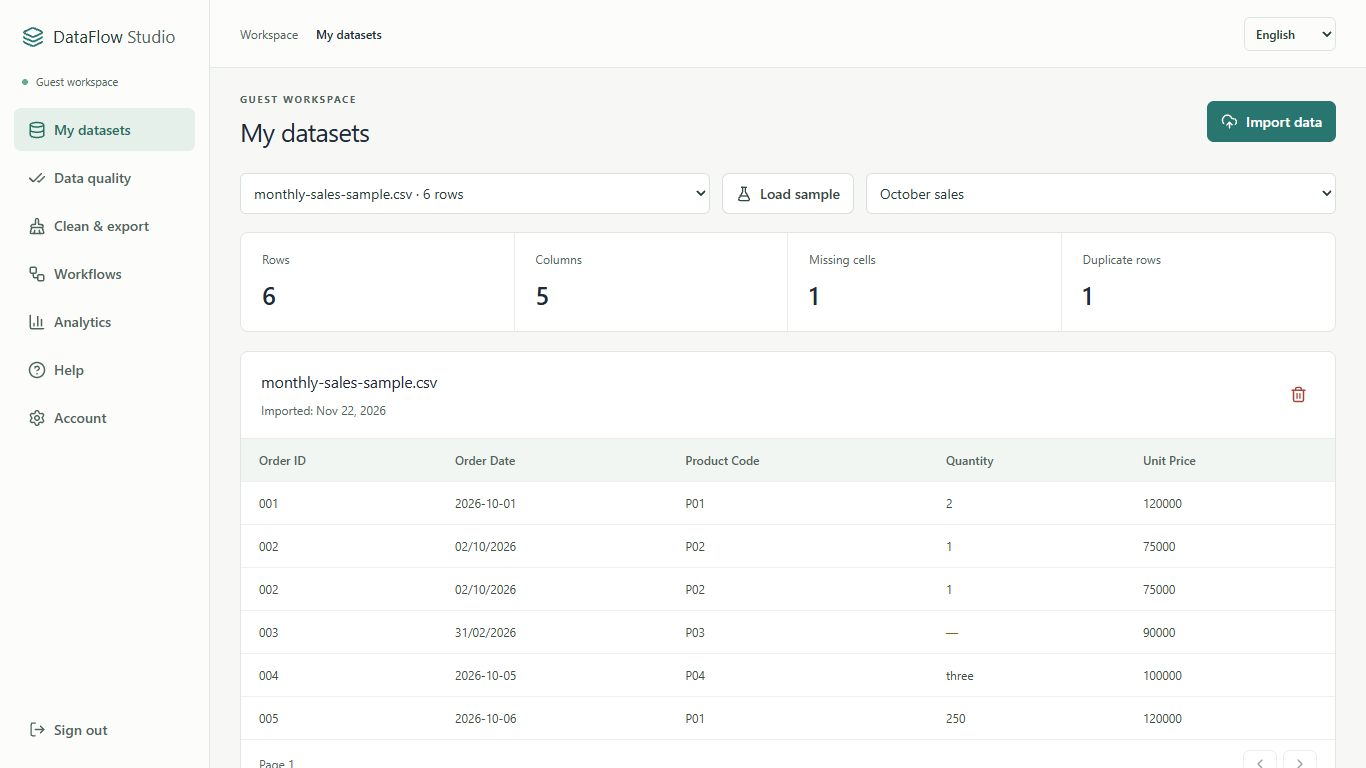 DataFlow Studio
Guest workspace
My datasets
Data quality
Clean & export
Workflows
Analytics
Help
Account
Sign out
Workspace My datasets
English
GUEST WORKSPACE
My datasets
Import data
monthly-sales-sample.csv · 6 rows
Load sample
October sales
Rows Columns Missing cells Duplicate rows
6 5 1 1
monthly-sales-sample.csv
Imported: Nov 22, 2026
Order ID Order Date Product Code Quantity Unit Price
001 2026-10-01 P01 2 120000
002 02/10/2026 P02 1 75000
002 02/10/2026 P02 1 75000
003 31/02/2026 P03 — 90000
004 2026-10-05 P04 three 100000
005 2026-10-06 P01 250 120000
Page 1